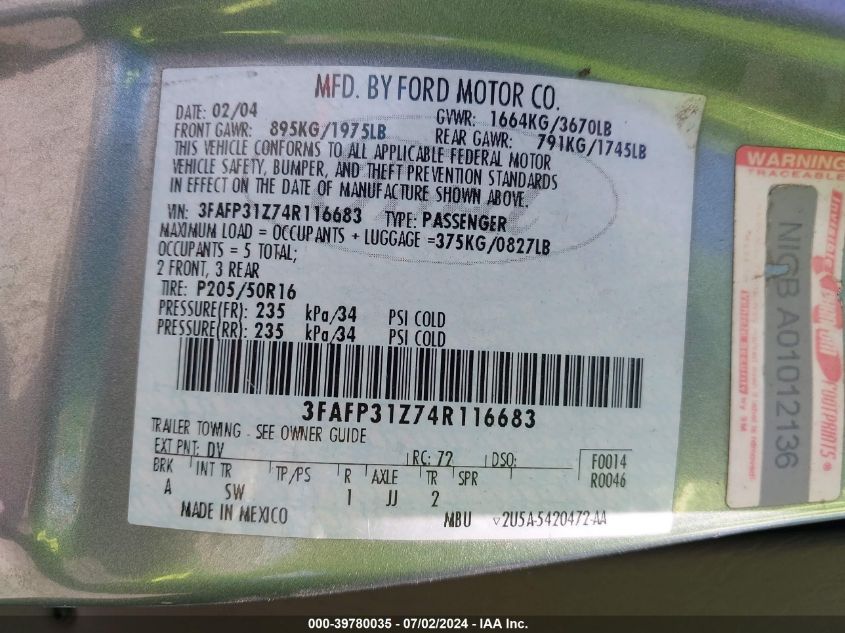 MFD. BY FORD MOTOR CO.
DATE: 02/04 GVWR: 1664KG/3670LB
FRONT GAWR: 895KG/1975LB REAR GAWR: 791KG/1745LB
THIS VEHICLE CONFORMS TO ALL APPLICABLE FEDERAL MOTOR
VEHICLE SAFETY, BUMPER, AND THEFT PREVENTION STANDARDS
IN EFFECT ON THE DATE OF MANUFACTURE SHOWN ABOVE.
VIN: 3FAFP31Z74R116683 TYPE: PASSENGER
MAXIMUM LOAD = OCCUPANTS + LUGGAGE =375KG/0827LB
OCCUPANTS = 5 TOTAL;
2 FRONT, 3 REAR
TIRE: P205/50R16
PRESSURE(FR): 235 kPa/34 PSI COLD
PRESSURE(RR): 235 kPa/34 PSI COLD
3FAFP31Z74R116683
TRAILER TOWING - SEE OWNER GUIDE
EXT PNT: DV RC: 72 DSO: F0014
R0046
BRK INT TR TP/PS R AXLE TR SPR
A SW 1 JJ 2
MADE IN MEXICO MBU 2U5A-5420472-AA
WARNING
TRACEABLE
NICB A01012136
FOOTPRINTS
000-39780035 - 07/02/2024 - IAA Inc.